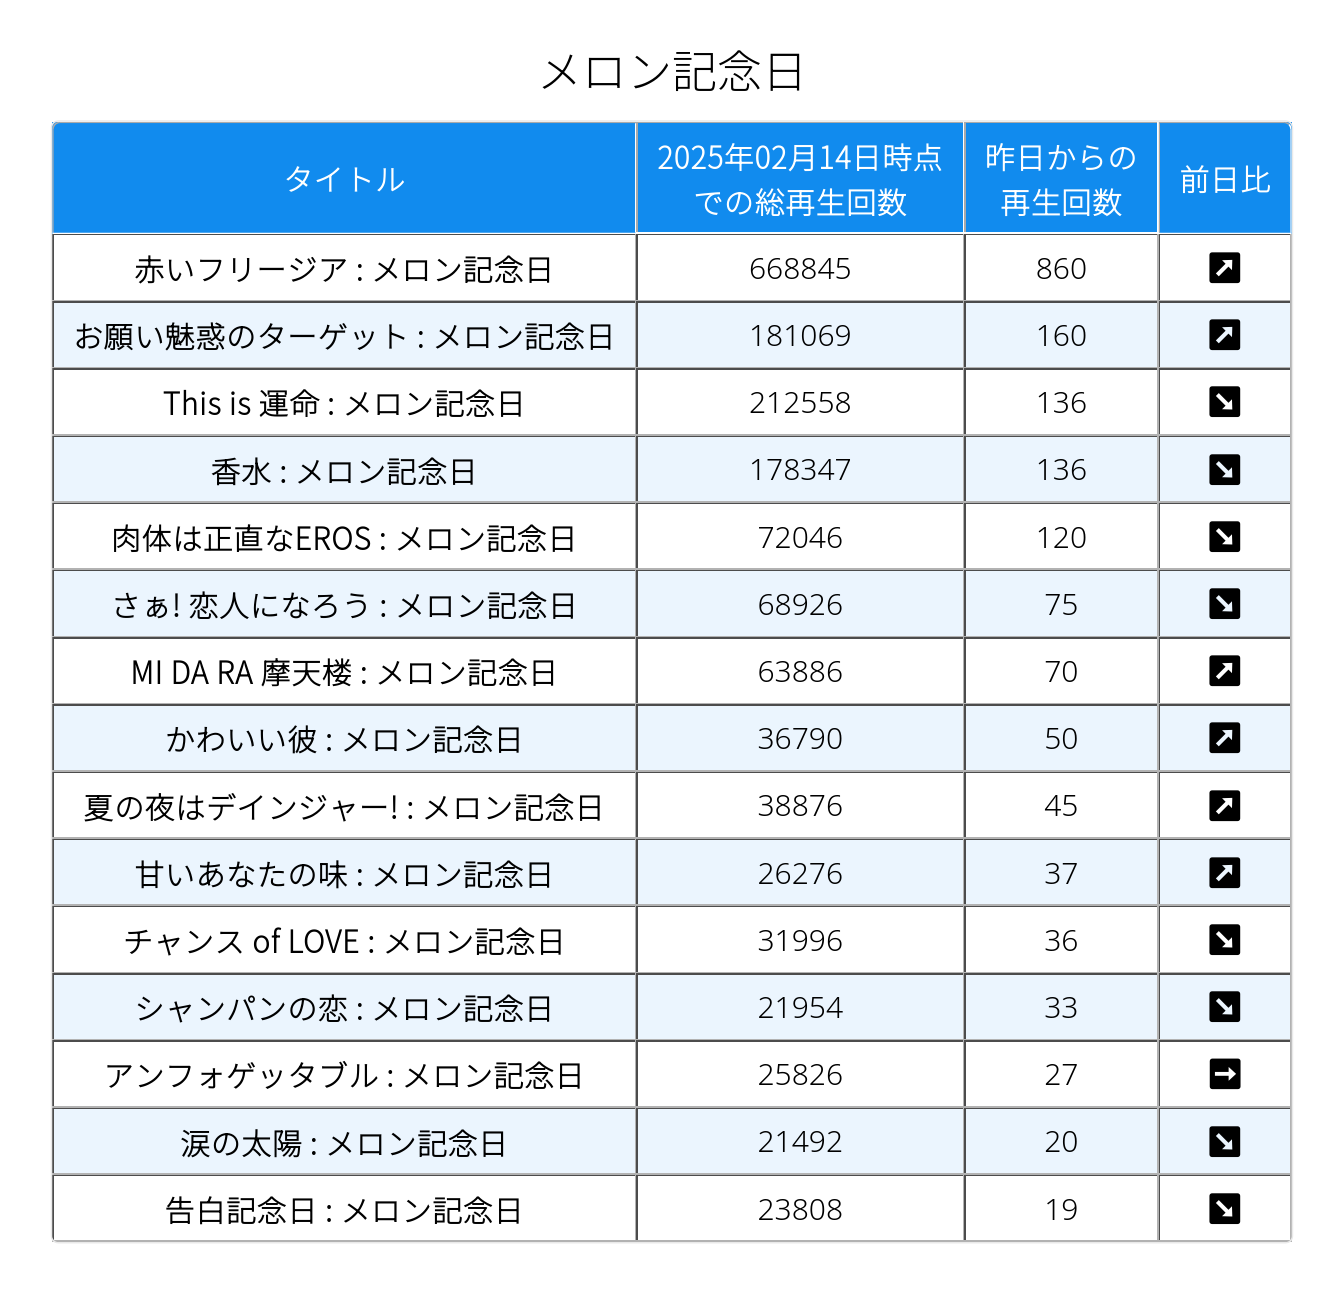 メロン記念日
タイトル
2025年02月14日時点
での総再生回数
昨日からの
再生回数
前日比
赤いフリージア : メロン記念日 668845 860 ↗
お願い魅惑のターゲット : メロン記念日 181069 160 ↗
This is 運命 : メロン記念日 212558 136 ↘
香水 : メロン記念日 178347 136 ↘
肉体は正直なEROS : メロン記念日 72046 120 ↘
さぁ! 恋人になろう : メロン記念日 68926 75 ↘
MI DA RA 摩天楼 : メロン記念日 63886 70 ↗
かわいい彼 : メロン記念日 36790 50 ↗
夏の夜はデインジャー! : メロン記念日 38876 45 ↗
甘いあなたの味 : メロン記念日 26276 37 ↗
チャンス of LOVE : メロン記念日 31996 36 ↘
シャンパンの恋 : メロン記念日 21954 33 ↘
アンフォゲッタブル : メロン記念日 25826 27 →
涙の太陽 : メロン記念日 21492 20 ↘
告白記念日 : メロン記念日 23808 19 ↘